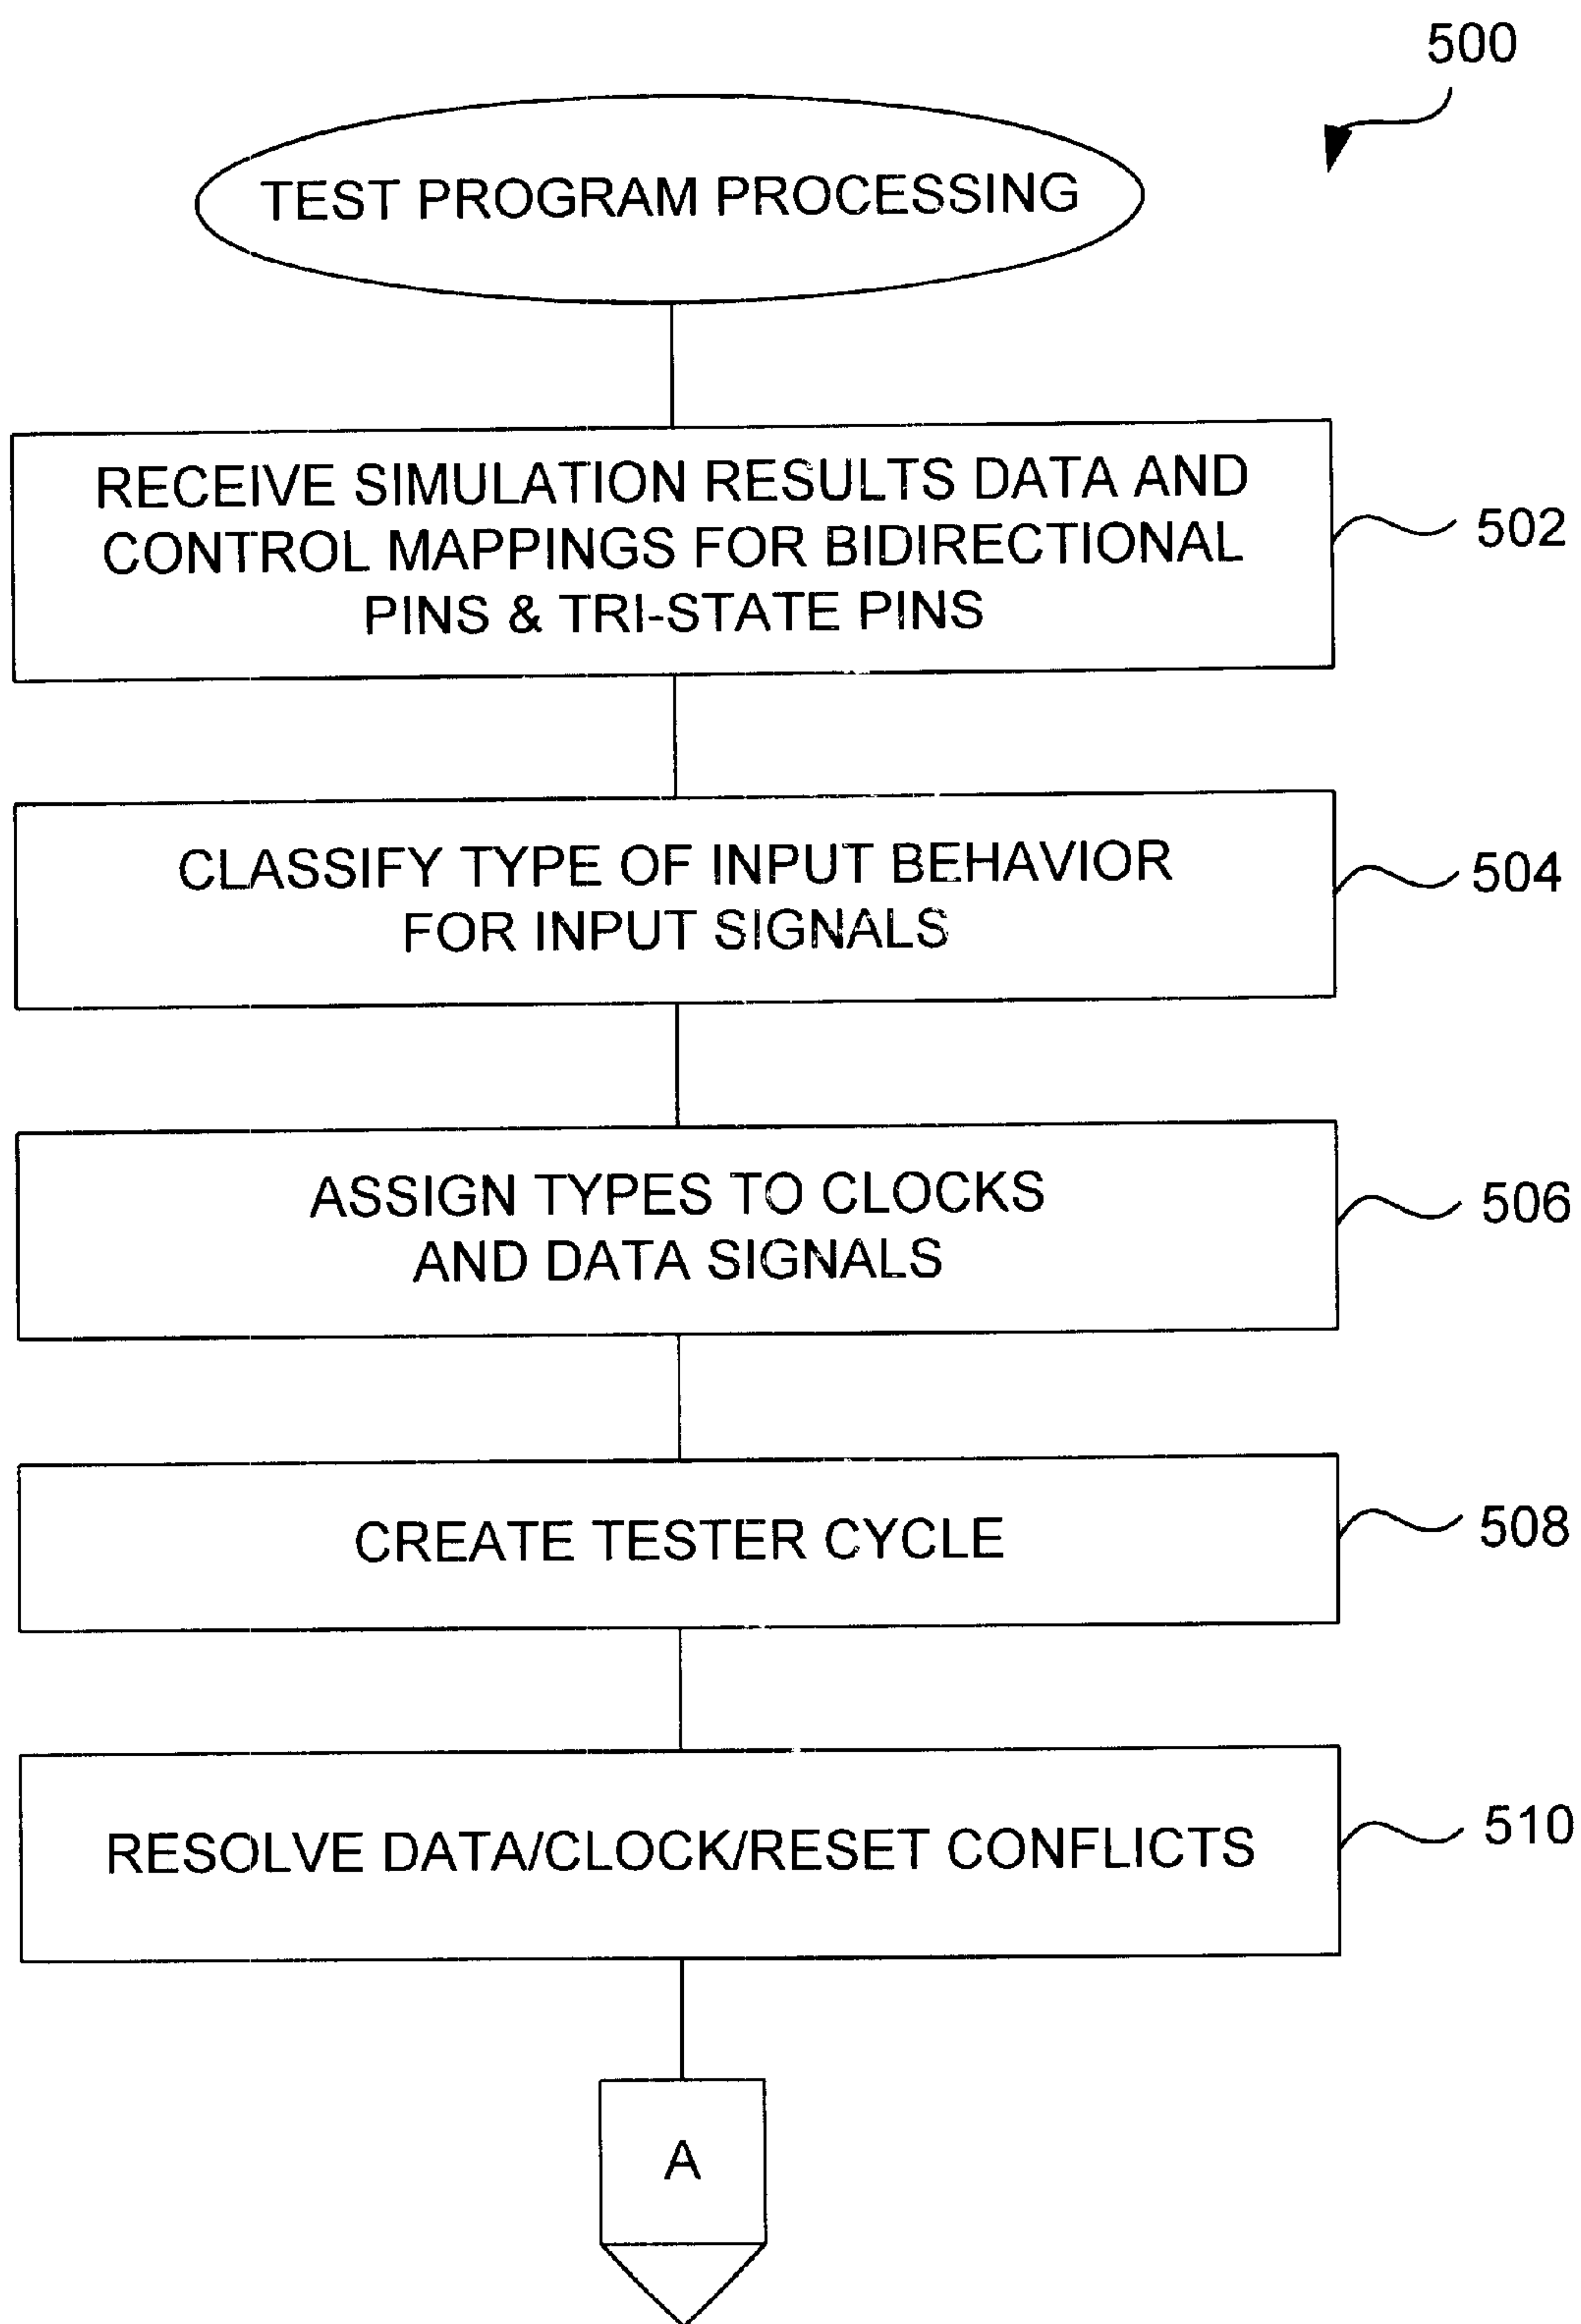 500
TEST PROGRAM PROCESSING
RECEIVE SIMULATION RESULTS DATA AND
CONTROL MAPPINGS FOR BIDIRECTIONAL
PINS & TRI-STATE PINS
502
CLASSIFY TYPE OF INPUT BEHAVIOR
FOR INPUT SIGNALS
504
ASSIGN TYPES TO CLOCKS
AND DATA SIGNALS
506
CREATE TESTER CYCLE
508
RESOLVE DATA/CLOCK/RESET CONFLICTS
510
A